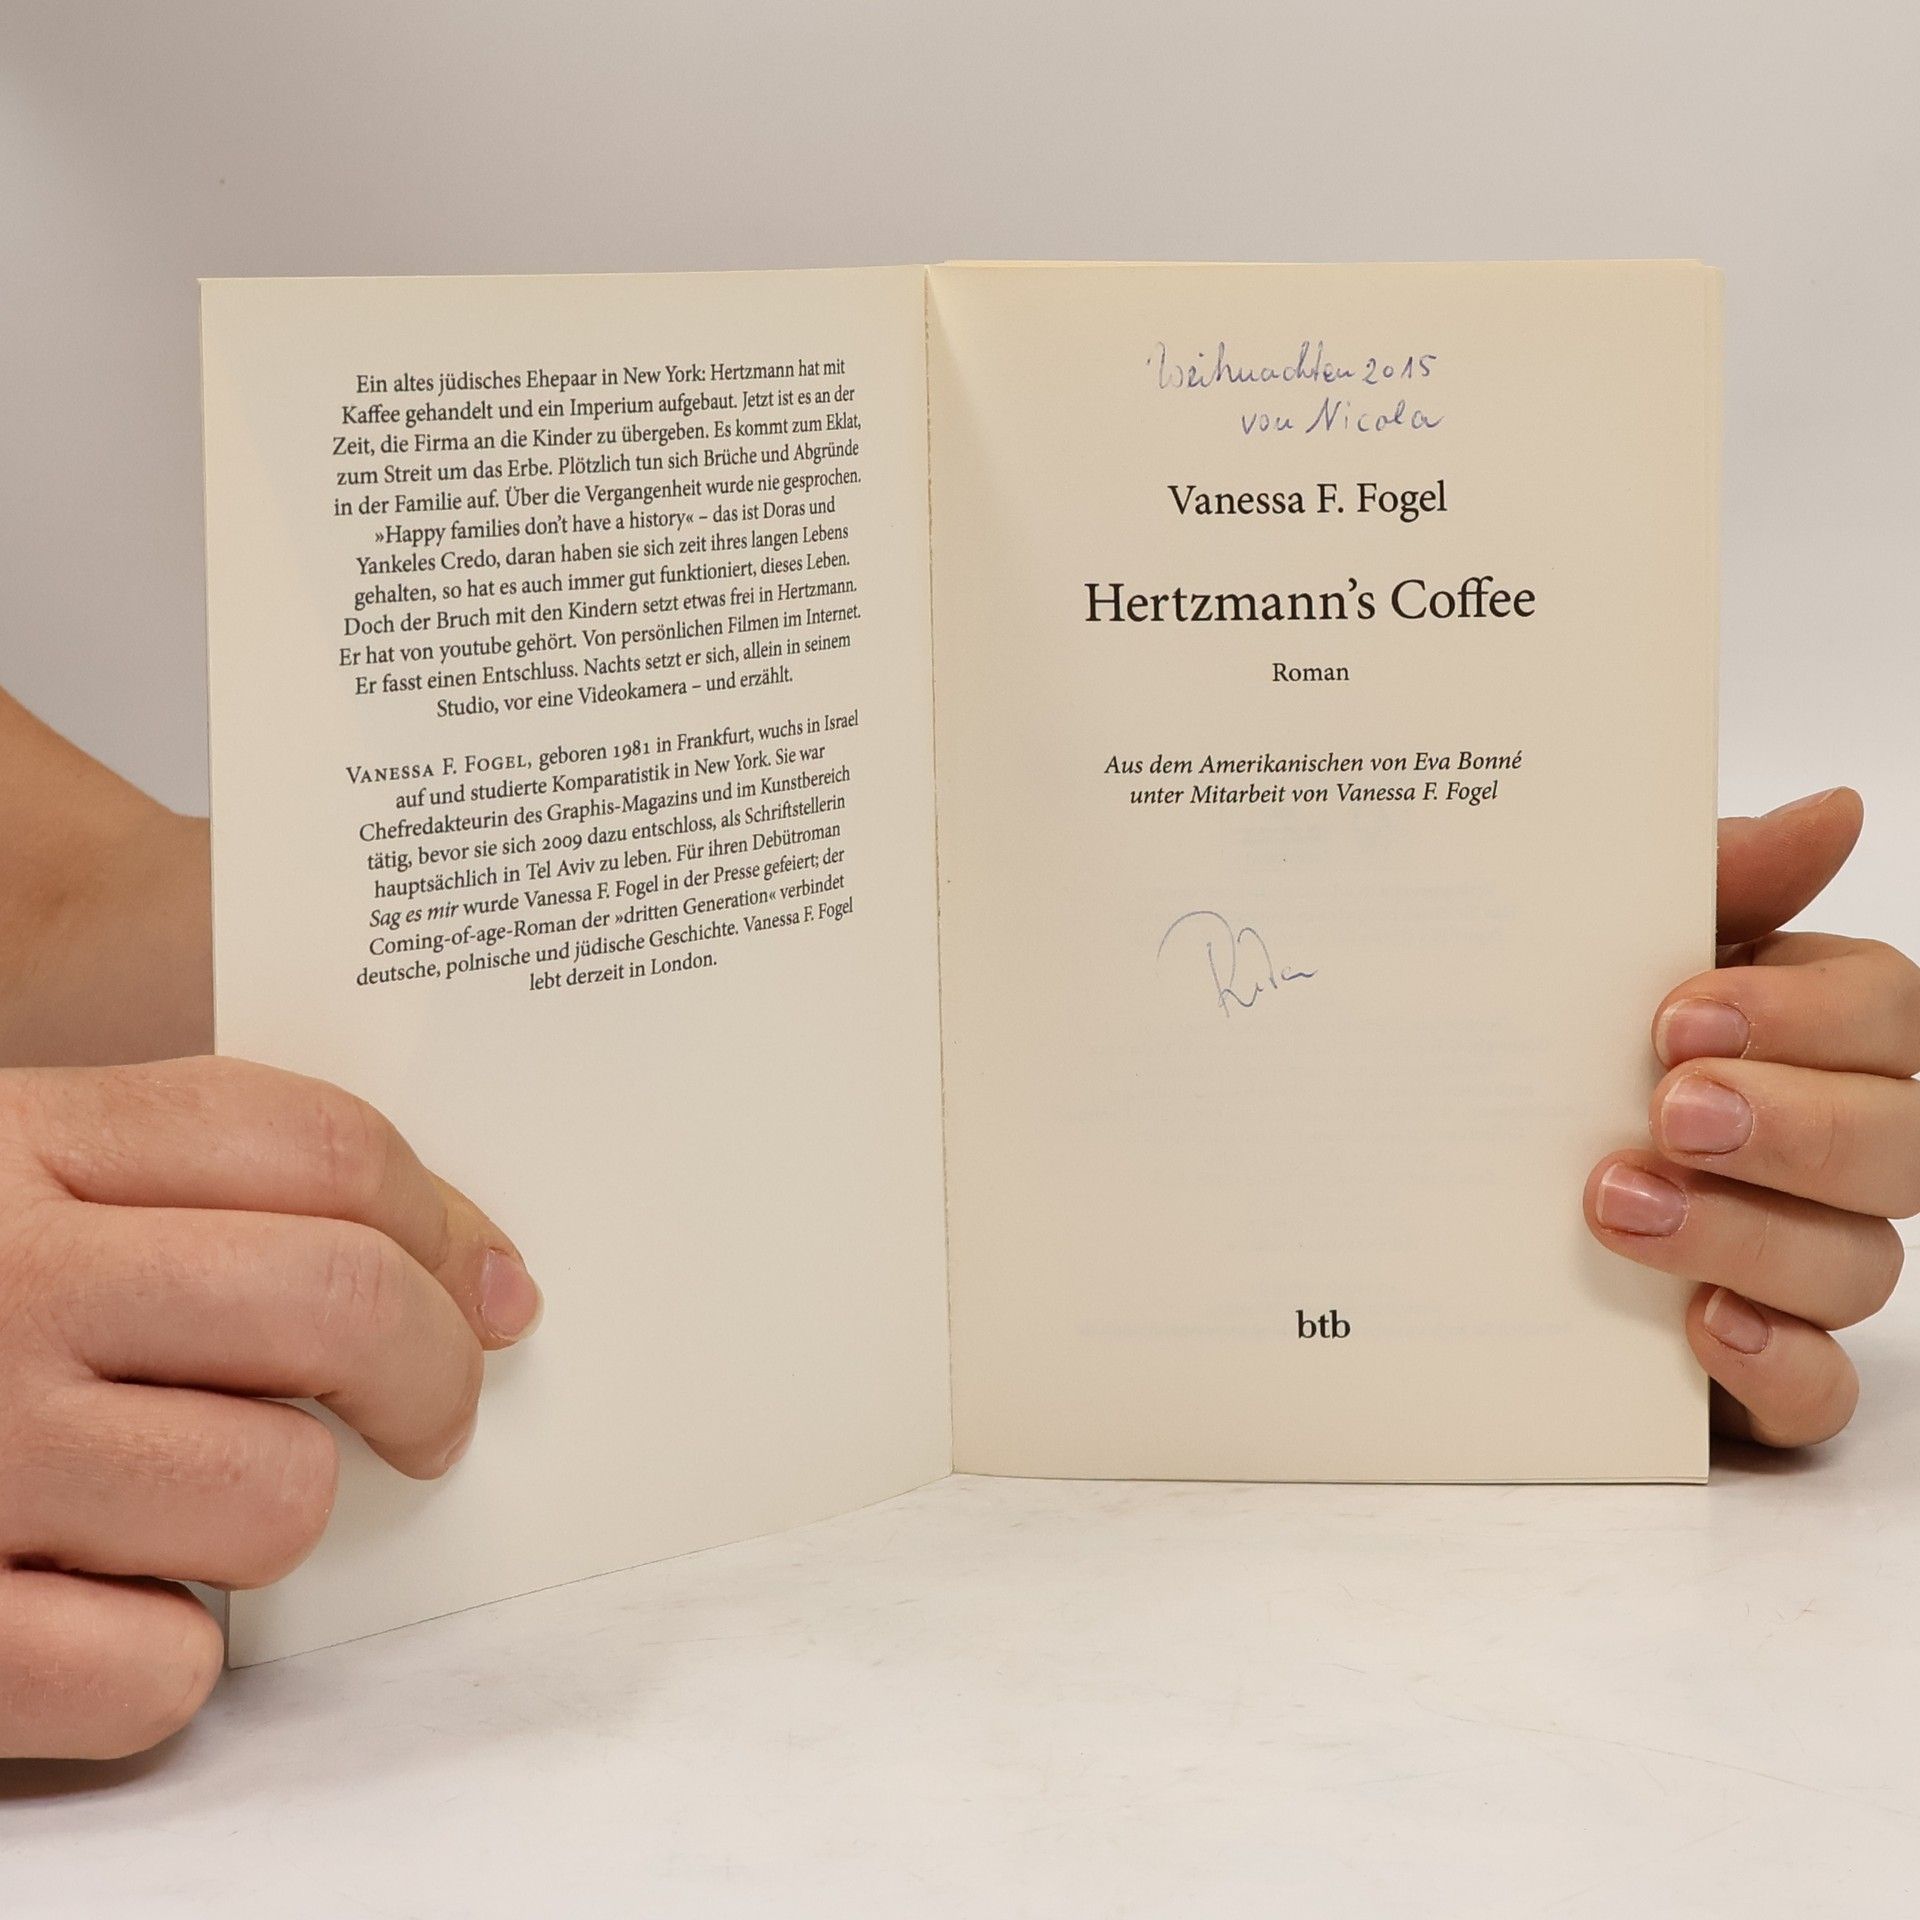 Ein altes jüdisches Ehepaar in New York: Hertzmann hat mit
Kaffee gehandelt und ein Imperium aufgebaut. Jetzt ist es an der
Zeit, die Firma an die Kinder zu übergeben. Es kommt zum Eklat,
zum Streit um das Erbe. Plötzlich tun sich Brüche und Abgründe
in der Familie auf. Über die Vergangenheit wurde nie gesprochen.
»Happy families don't have a history« – das ist Doras und
Yankeles Credo, daran haben sie sich zeit ihres langen Lebens
gehalten, so hat es auch immer gut funktioniert, dieses Leben.
Doch der Bruch mit den Kindern setzt etwas frei in Hertzmann.
Er hat von youtube gehört. Von persönlichen Filmen im Internet.
Er fasst einen Entschluss. Nachts setzt er sich, allein in seinem
Studio, vor eine Videokamera – und erzählt.
VANESSA F. FOGEL, geboren 1981 in Frankfurt, wuchs in Israel
auf und studierte Komparatistik in New York. Sie war
Chefredakteurin des Graphis-Magazins und im Kunstbereich
tätig, bevor sie sich 2009 dazu entschloss, als Schriftstellerin
hauptsächlich in Tel Aviv zu leben. Für ihren Debütroman
Sag es mir wurde Vanessa F. Fogel in der Presse gefeiert; der
Coming-of-age-Roman der »dritten Generation« verbindet
deutsche, polnische und jüdische Geschichte. Vanessa F. Fogel
lebt derzeit in London.
Weihnachten 2015
von Nicola
Vanessa F. Fogel
Hertzmann's Coffee
Roman
Aus dem Amerikanischen von Eva Bonné
unter Mitarbeit von Vanessa F. Fogel
btb